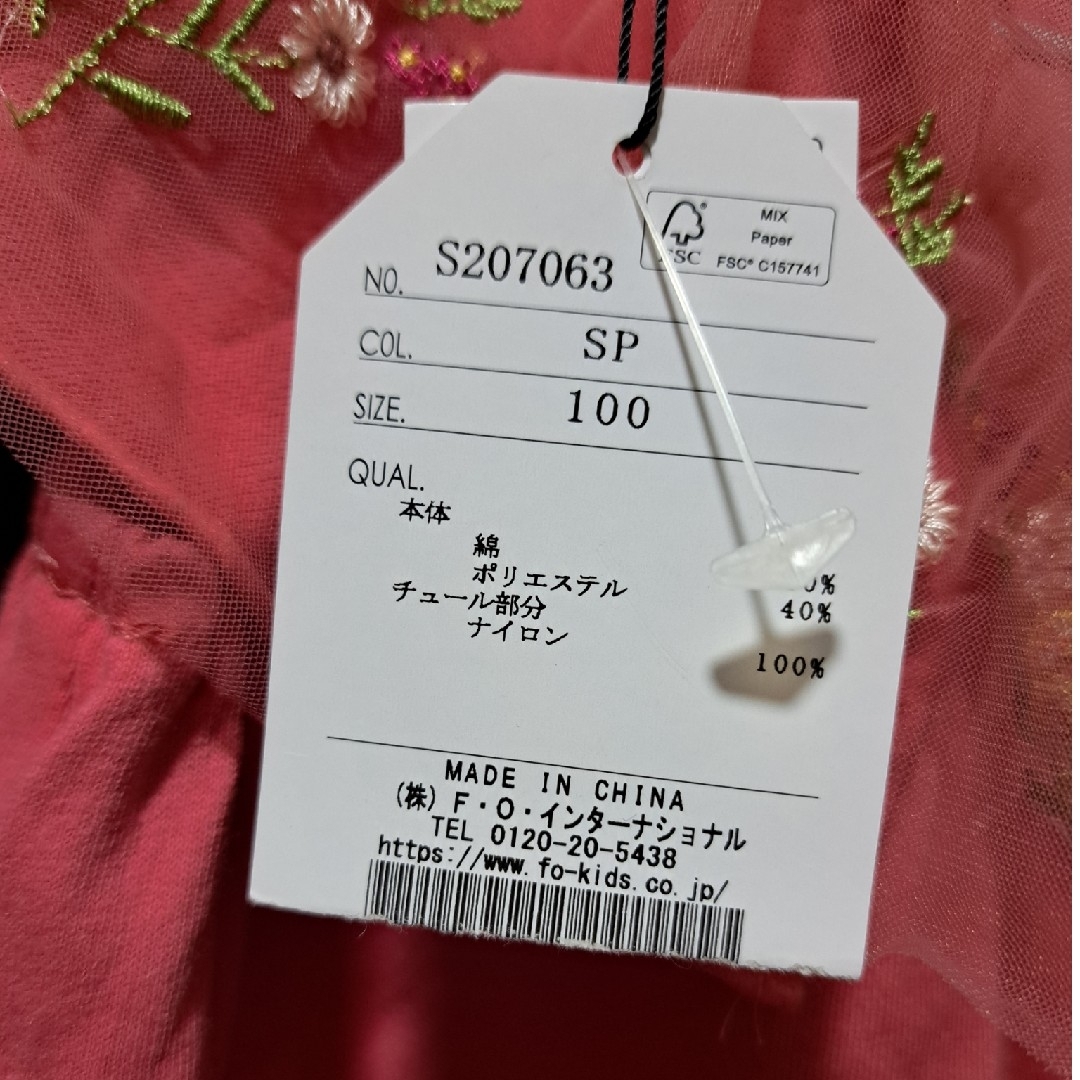 MIX
Paper
FSC® C157741
NO. S207063
COL. SP
SIZE. 100
QUAL.
本体
綿
ポリエステル 40%
チュール部分
ナイロン 100%
MADE IN CHINA
(株) F・O・インターナショナル
TEL 0120-20-5438
https://www.fo-kids.co.jp/